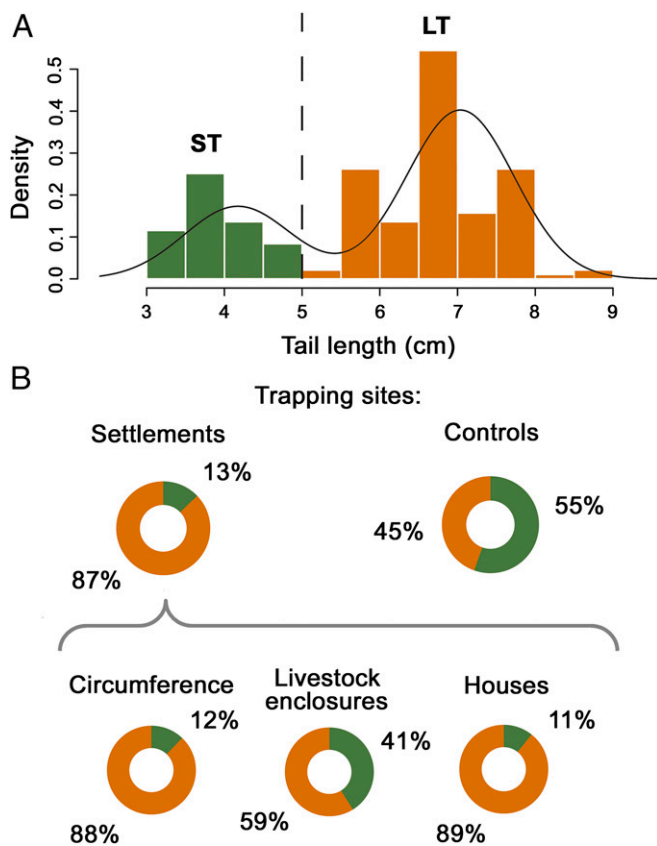 A
LT
ST
Density
0.5
0.4
0.3
0.2
0.1
0.0
3 4 5 6 7 8 9
Tail length (cm)
B
Trapping sites:
Settlements
Controls
13%
87%
55%
45%
Circumference
Livestock
enclosures
Houses
12%
88%
41%
59%
11%
89%